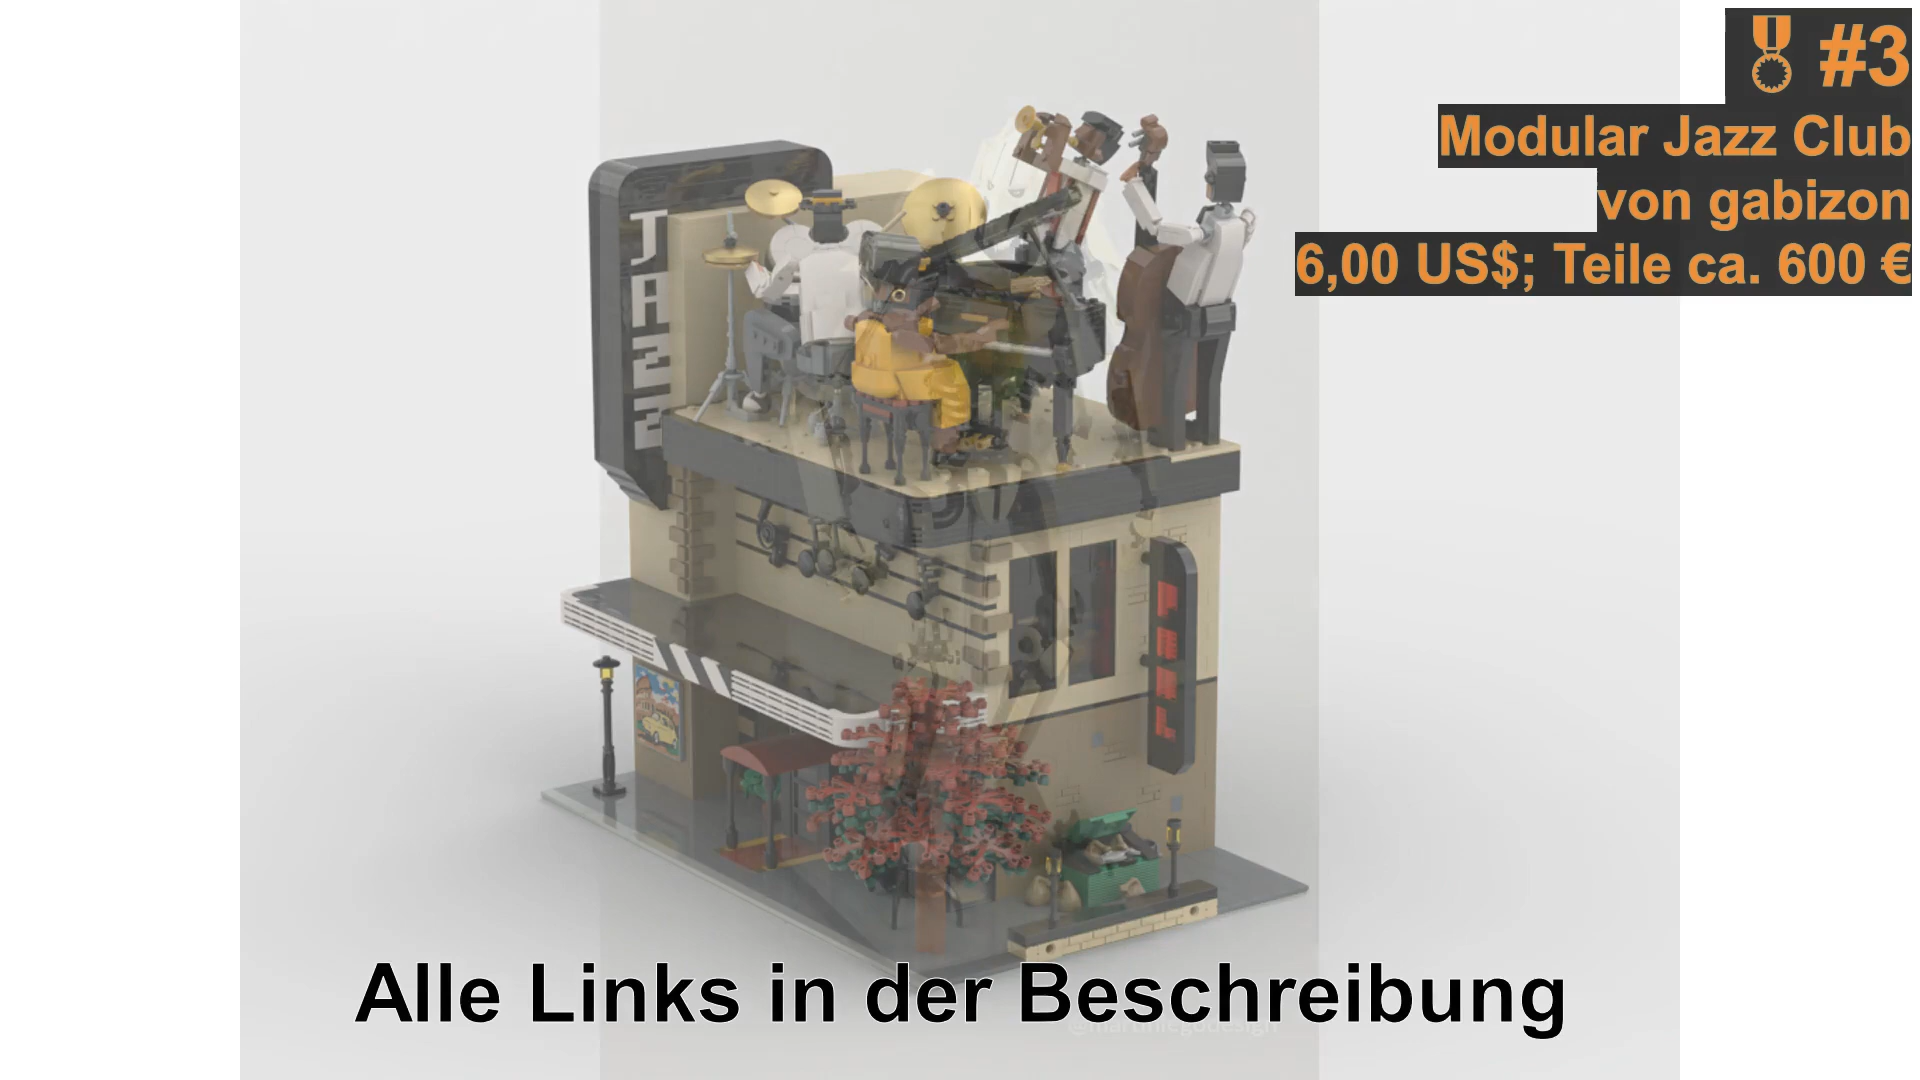 #3
Modular Jazz Club
von gabizon
6,00 US$; Teile ca. 600 €
JAZZ
Alle Links in der Beschreibung